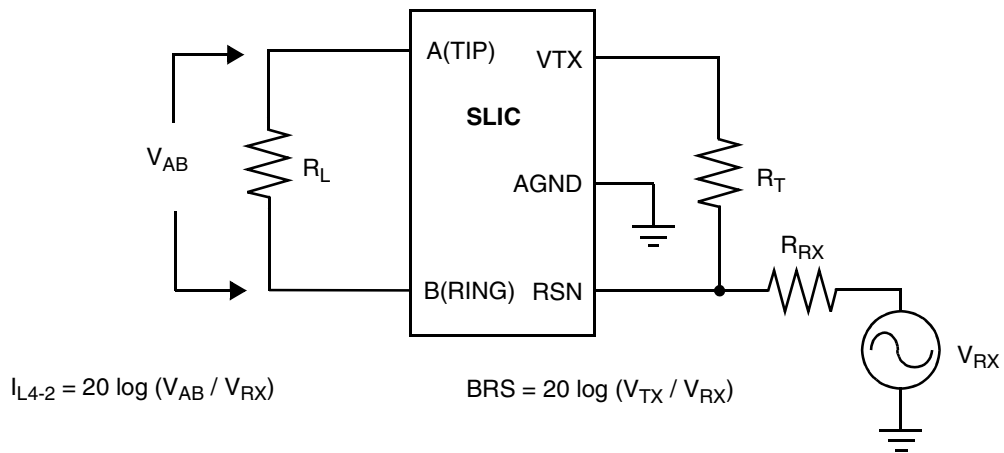 A(TIP)
VTX
SLIC
V_AB
R_L
AGND
R_T
R_RX
B(RING)
RSN
V_RX
I_L4-2 = 20 log (V_AB / V_RX)
BRS = 20 log (V_TX / V_RX)